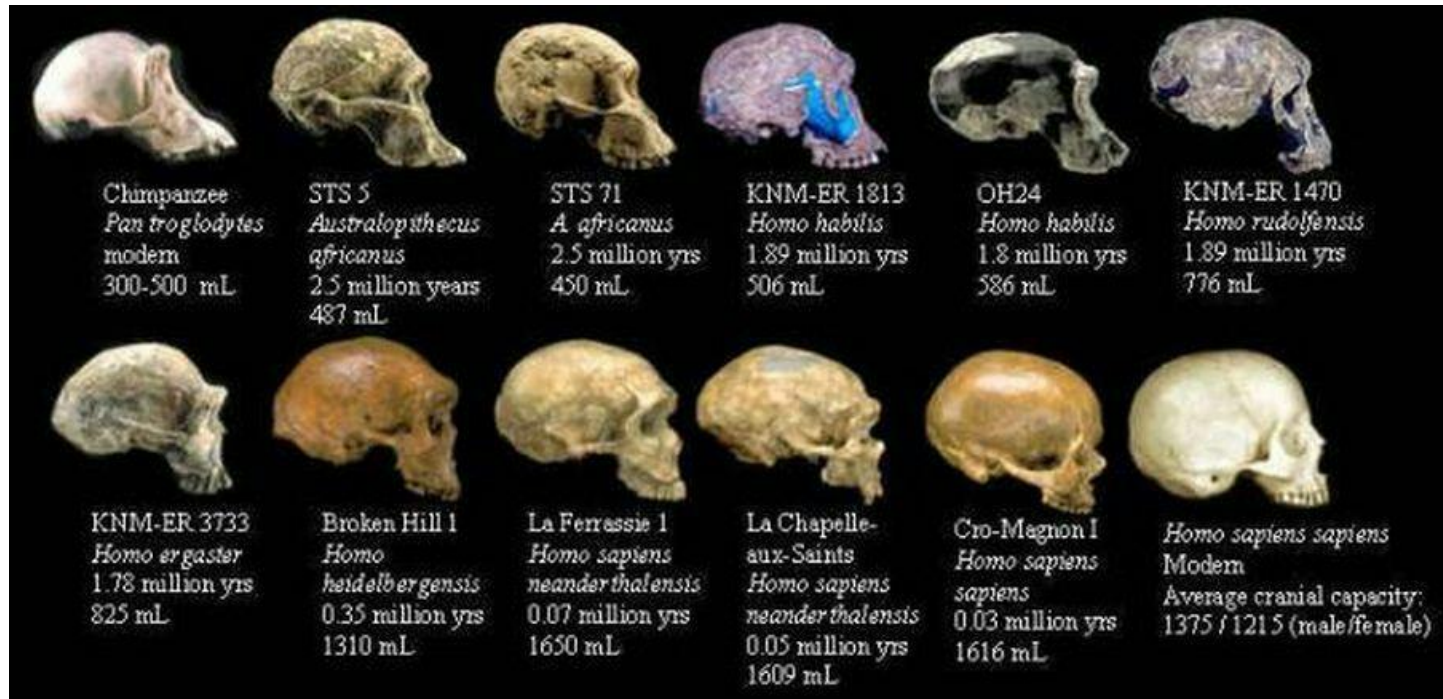 Chimpanzee
Pan troglodytes
modern
300-500 mL
STS 5
Australopithecus
africanus
2.5 million years
487 mL
STS 71
A africanus
2.5 million yrs
450 mL
KNM-ER 1813
Homo habilis
1.89 million yrs
506 mL
OH24
Homo habilis
1.8 million yrs
586 mL
KNM-ER 1470
Homo rudolfensis
1.89 million yrs
776 mL
KNM-ER 3733
Homo ergaster
1.78 million yrs
825 mL
Broken Hill 1
Homo
heidelbergensis
0.35 million yrs
1310 mL
La Ferrassie 1
Homo sapiens
neanderthalensis
0.07 million yrs
1650 mL
La Chapelle-
aux-Saints
Homo sapiens
neanderthalensis
0.05 million yrs
1609 mL
Cro-Magnon I
Homo sapiens
sapiens
0.03 million yrs
1616 mL
Homo sapiens sapiens
Modern
Average cranial capacity:
1375 / 1215 (male/female)